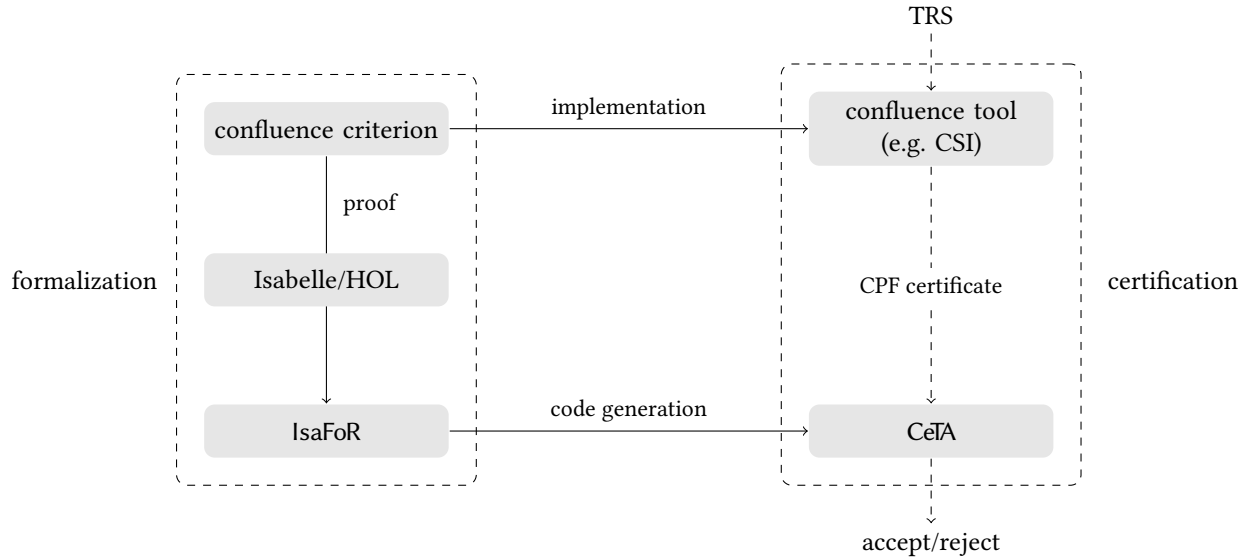 TRS
confluence criterion
implementation
confluence tool
(e.g. CSI)
proof
formalization
Isabelle/HOL
CPF certificate
certification
IsaFoR
code generation
CeTA
accept/reject